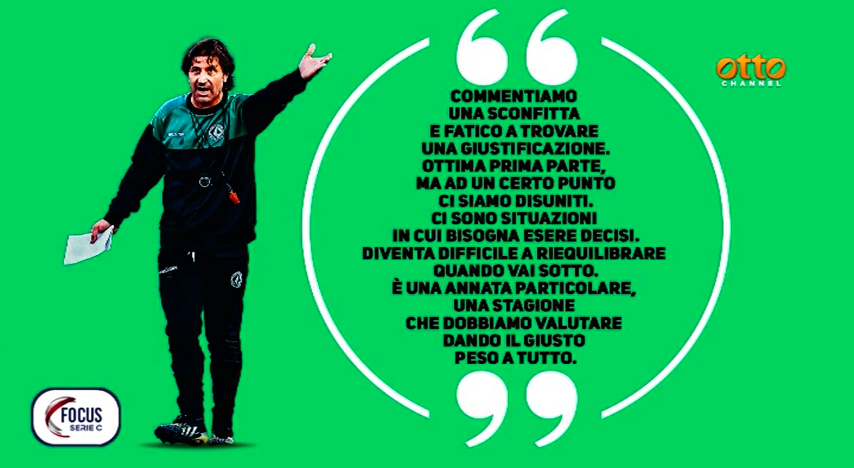 otto
CHANNEL
COMMENTIAMO
UNA SCONFITTA
E FATICO A TROVARE
UNA GIUSTIFICAZIONE.
OTTIMA PRIMA PARTE,
MA AD UN CERTO PUNTO
CI SIAMO DISUNITI.
CI SONO SITUAZIONI
IN CUI BISOGNA ESERE DECISI.
DIVENTA DIFFICILE A RIEQUILIBRARE
QUANDO VAI SOTTO.
È UNA ANNATA PARTICOLARE,
UNA STAGIONE
CHE DOBBIAMO VALUTARE
DANDO IL GIUSTO
PESO A TUTTO.
FOCUS
SERIE C